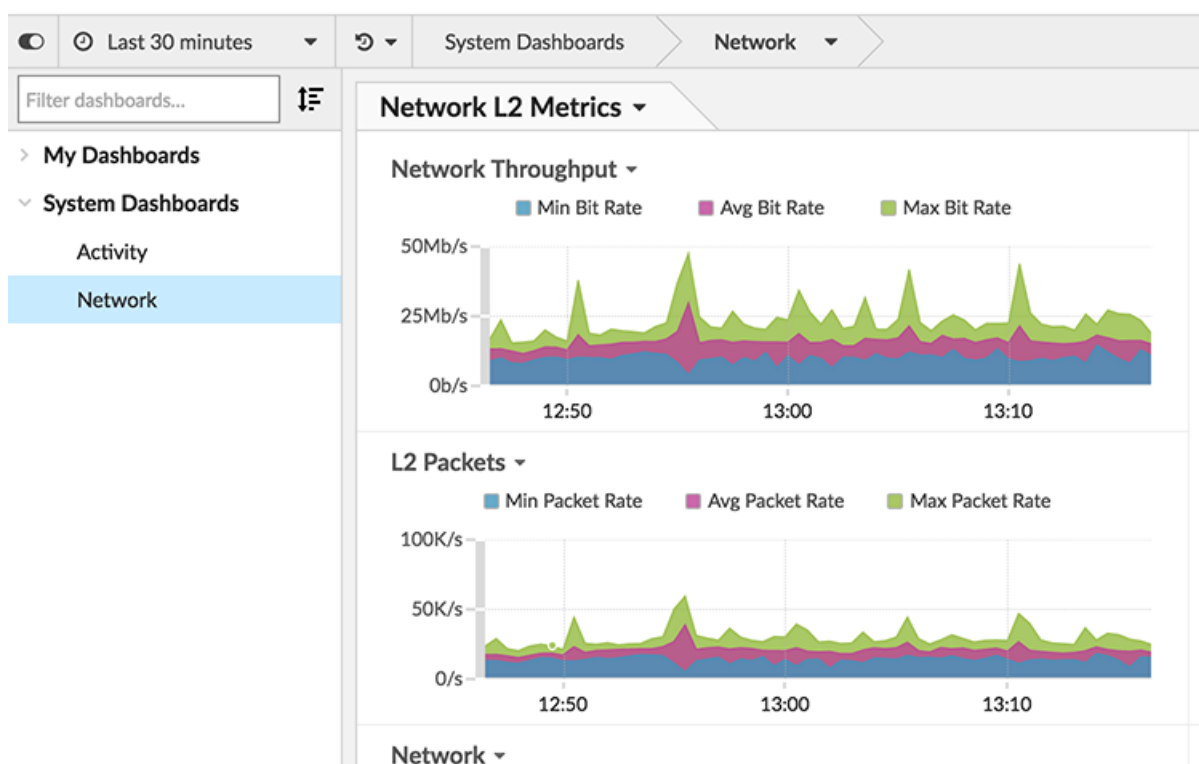 Last 30 minutes System Dashboards Network
Filter dashboards...
My Dashboards
System Dashboards
Activity
Network
Network L2 Metrics
Network Throughput
Min Bit Rate Avg Bit Rate Max Bit Rate
50Mb/s
25Mb/s
0b/s
12:50 13:00 13:10
L2 Packets
Min Packet Rate Avg Packet Rate Max Packet Rate
100K/s
50K/s
0/s
12:50 13:00 13:10
Network